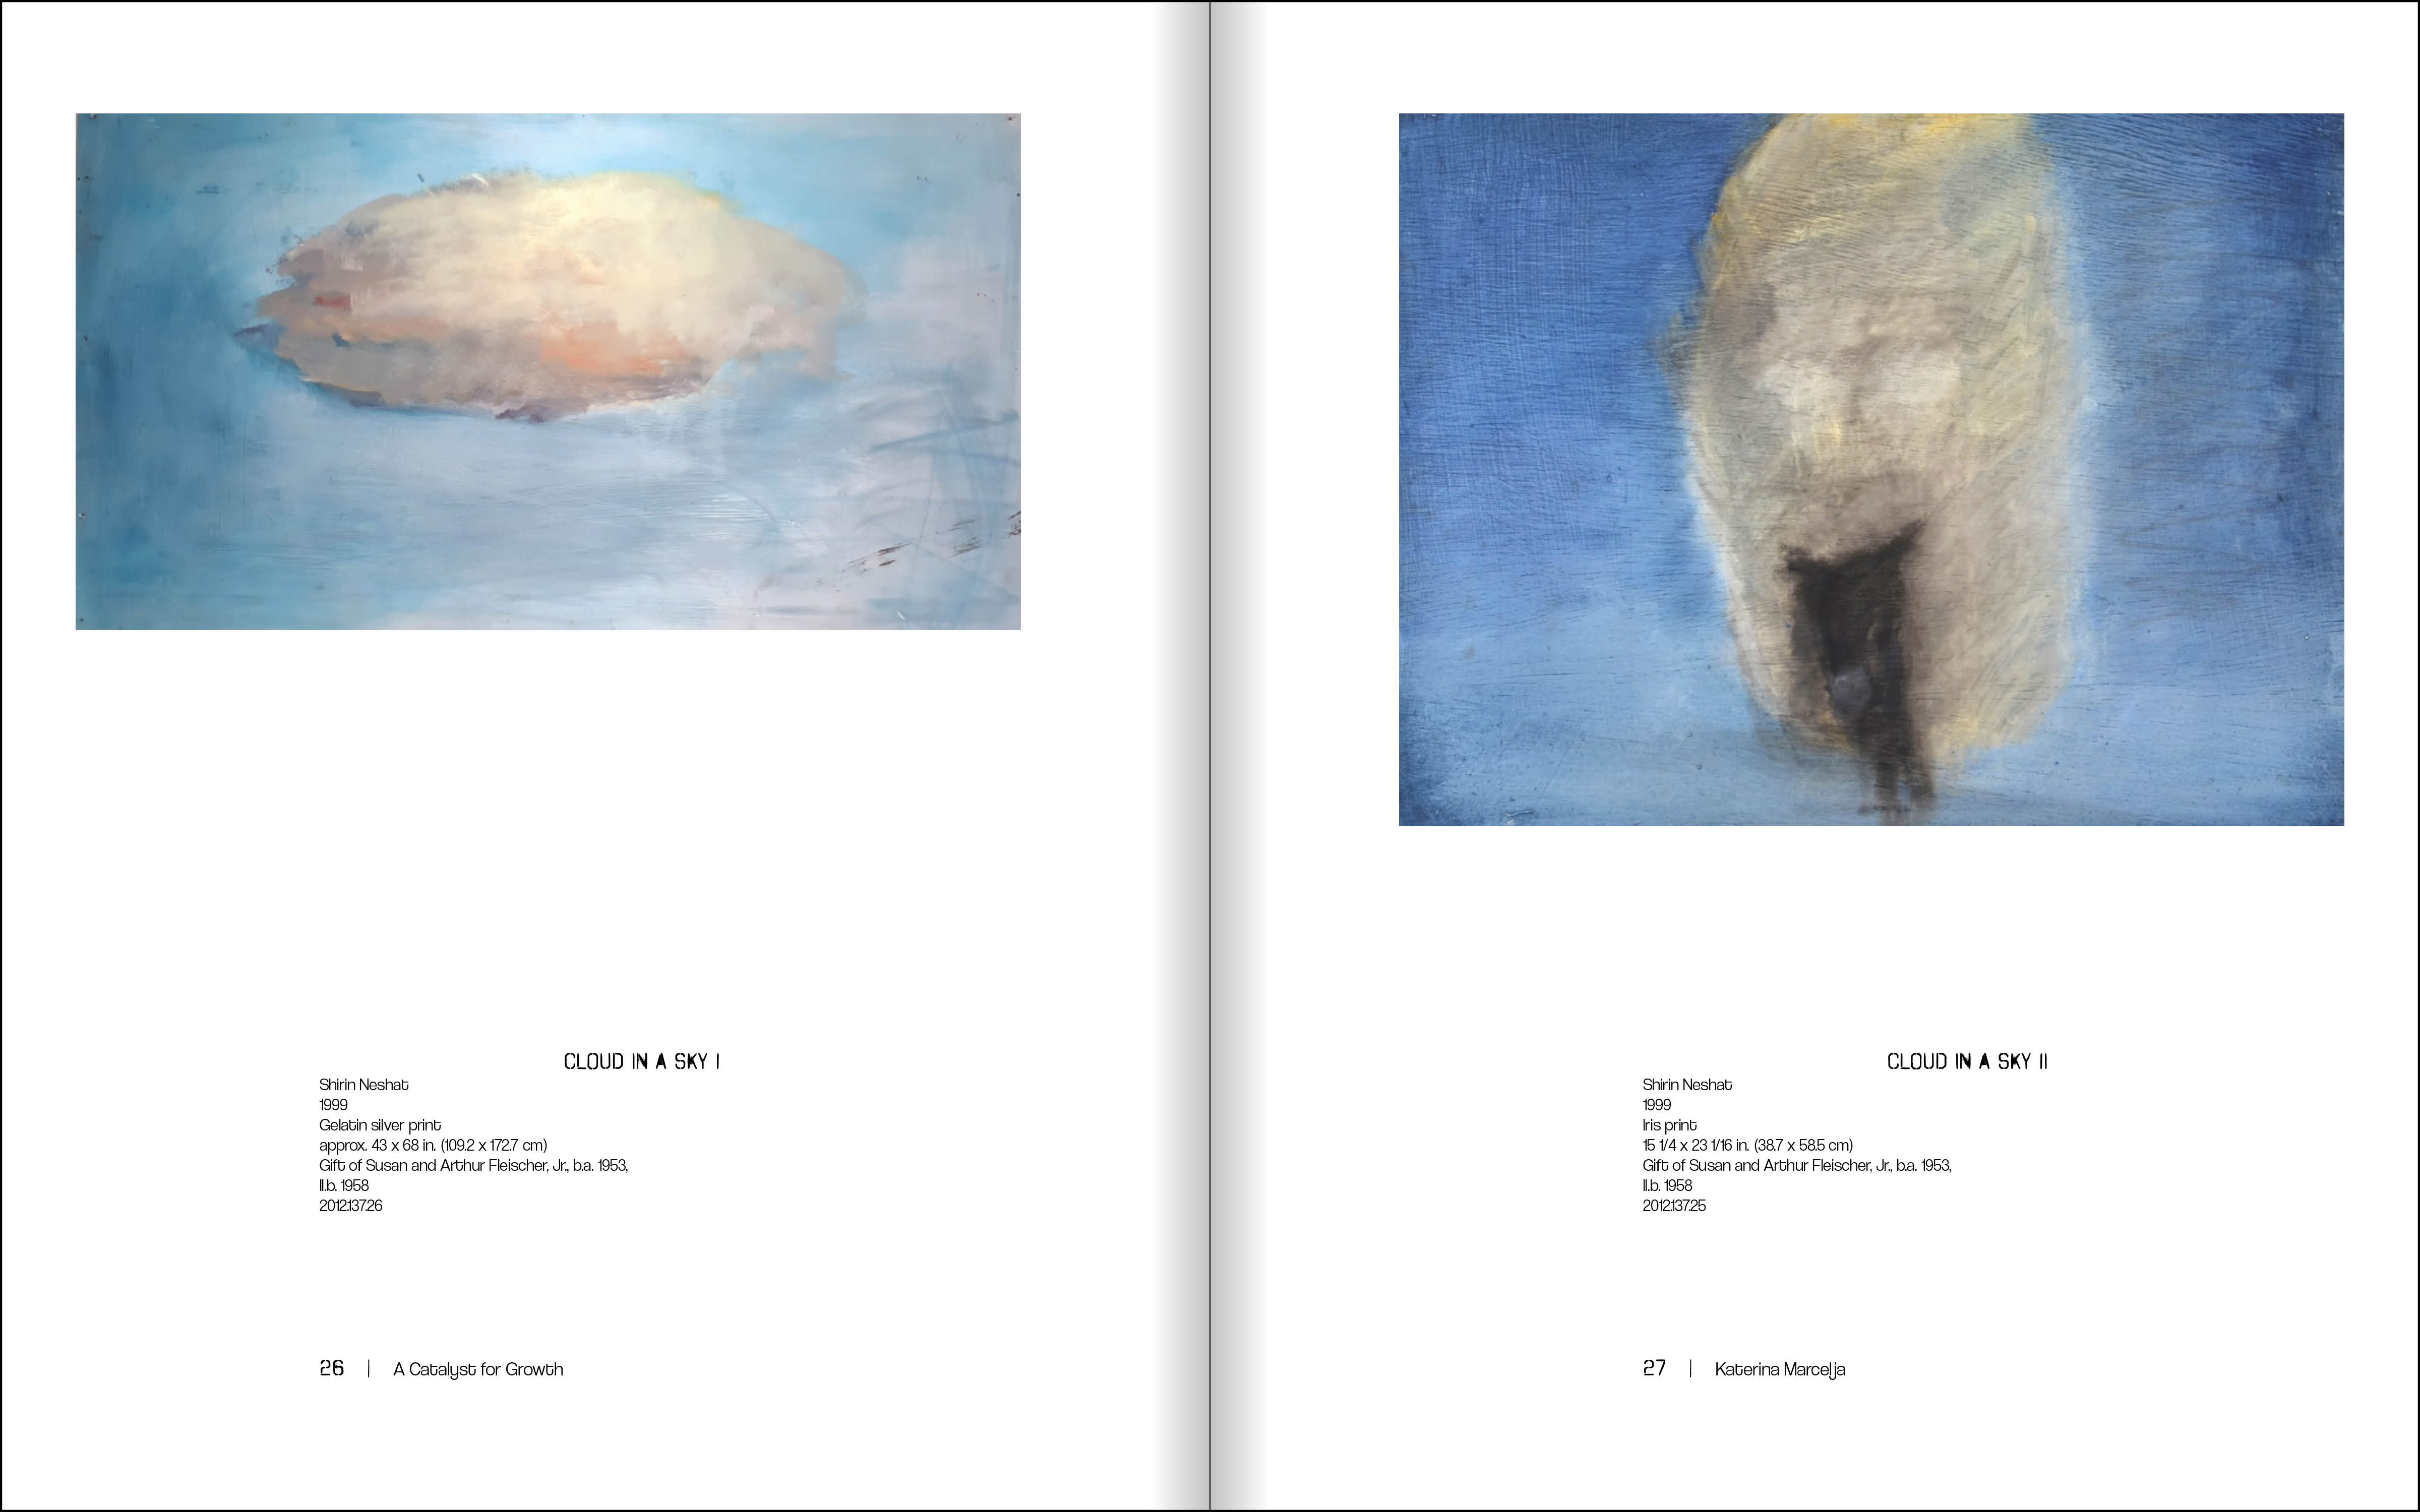 CLOUD IN A SKY I
Shirin Neshat
1999
Gelatin silver print
approx. 43 x 68 in. (109.2 x 172.7 cm)
Gift of Susan and Arthur Fleischer, Jr., b.a. 1953,
ll.b. 1958
2012.137.26
26 | A Catalyst for Growth
CLOUD IN A SKY II
Shirin Neshat
1999
Iris print
15 1/4 x 23 1/16 in. (38.7 x 58.5 cm)
Gift of Susan and Arthur Fleischer, Jr., b.a. 1953,
ll.b. 1958
2012.137.25
27 | Katerina Marcelja